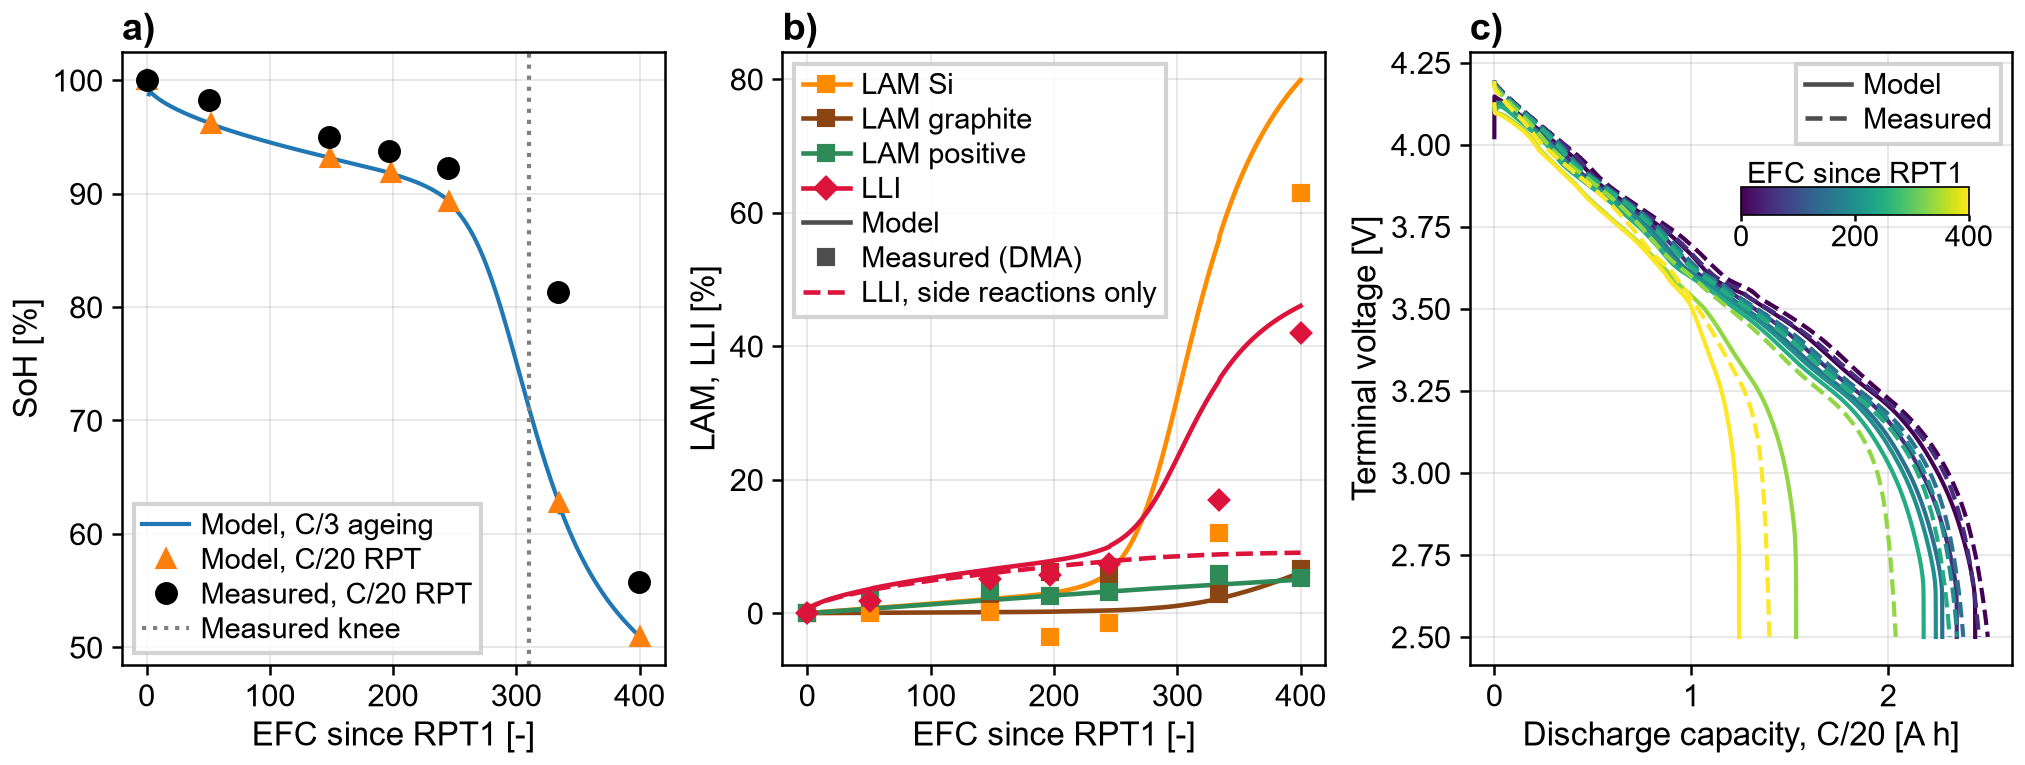 a)
100
90
80
70
60
50
SoH [%]
Model, C/3 ageing
Model, C/20 RPT
Measured, C/20 RPT
Measured knee
0
100
200
300
400
EFC since RPT1 [-]
b)
80
60
40
20
0
LAM, LLI [%]
LAM Si
LAM graphite
LAM positive
LLI
Model
Measured (DMA)
LLI, side reactions only
0
100
200
300
400
EFC since RPT1 [-]
c)
4.25
4.00
3.75
3.50
3.25
3.00
2.75
2.50
Terminal voltage [V]
Model
Measured
EFC since RPT1
0
200
400
0
1
2
Discharge capacity, C/20 [A h]